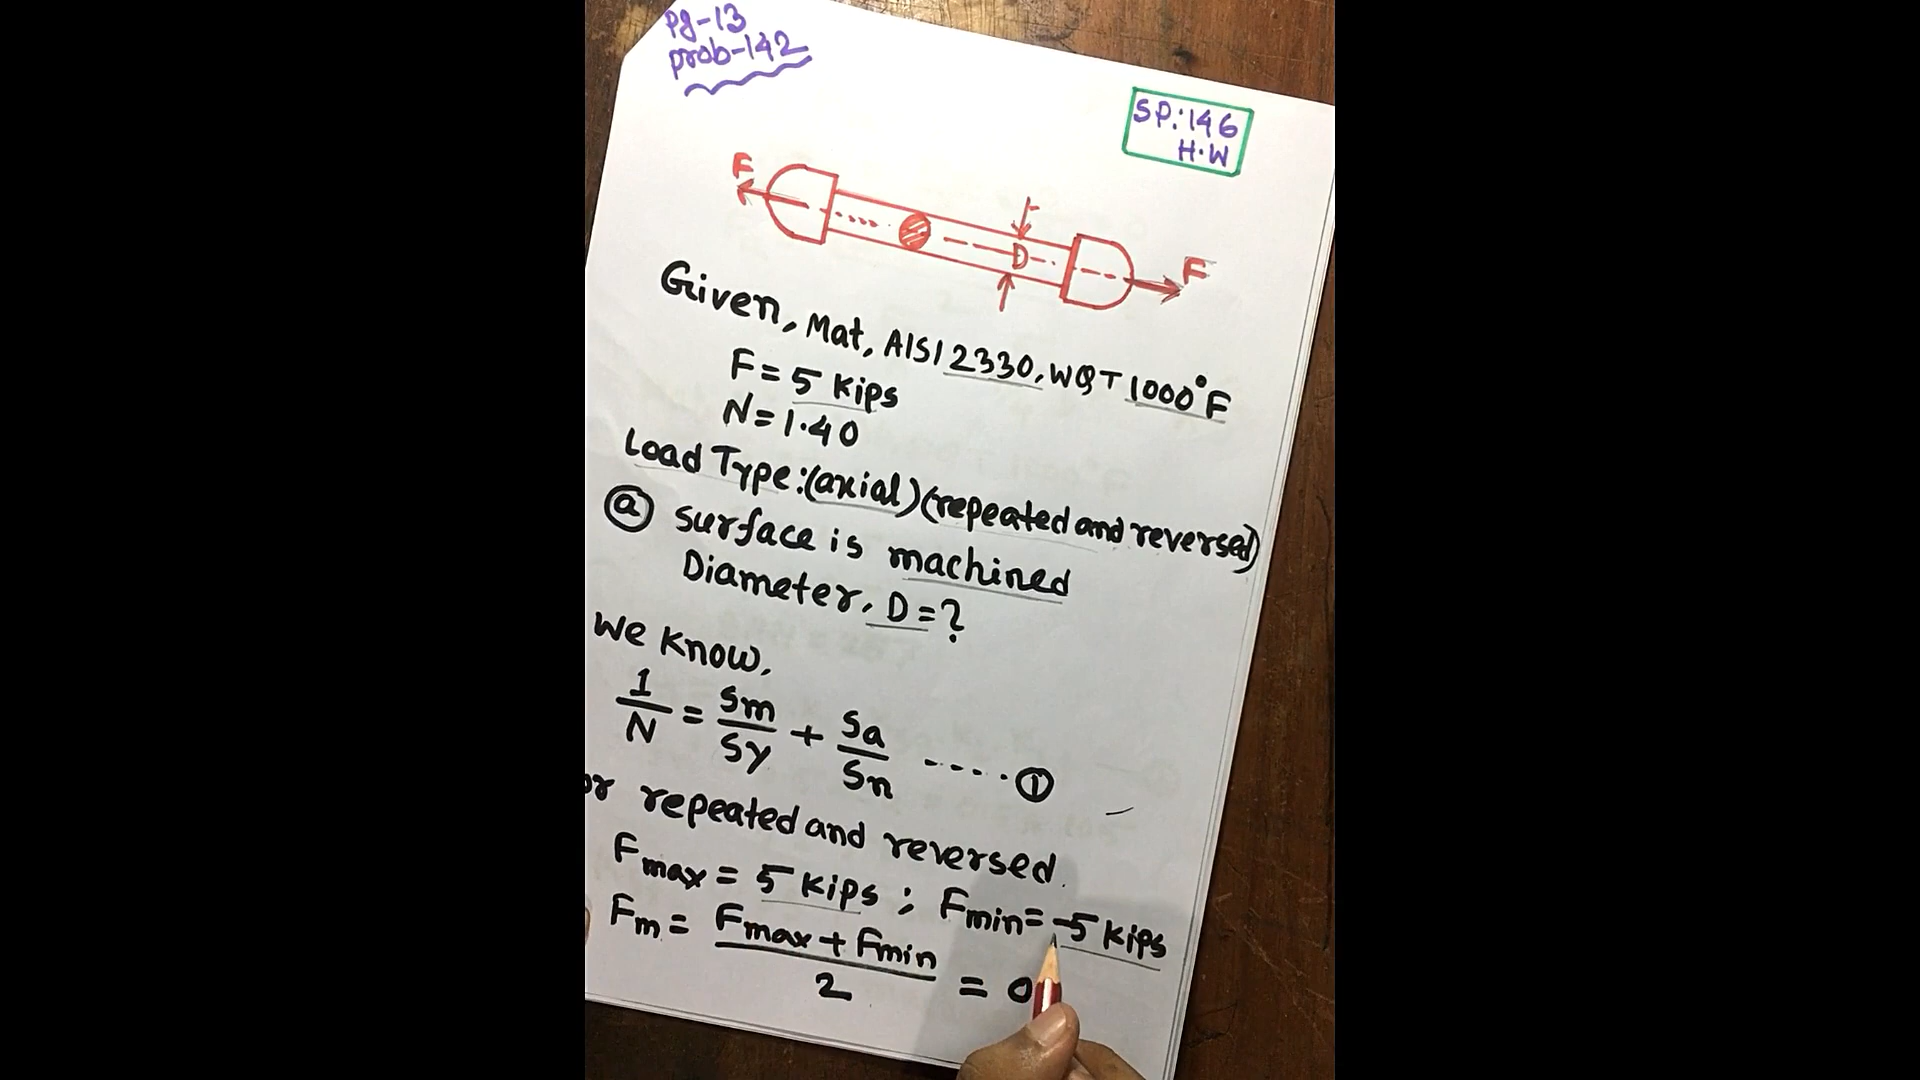 Pg-13
prob-142
SP.:146
H.W
F
D
F
Given, Mat, AISI 2330, WQT 1000°F
F = 5 Kips
N = 1.40
Load Type:(axial)(repeated and reversed)
ⓐ surface is machined
Diameter, D = ?
We know,
1/N = Sm/Sy + Sa/Sn ----- ①
or repeated and reversed.
Fmax = 5 Kips ; Fmin = -5 Kips
Fm = Fmax + Fmin / 2 = 0